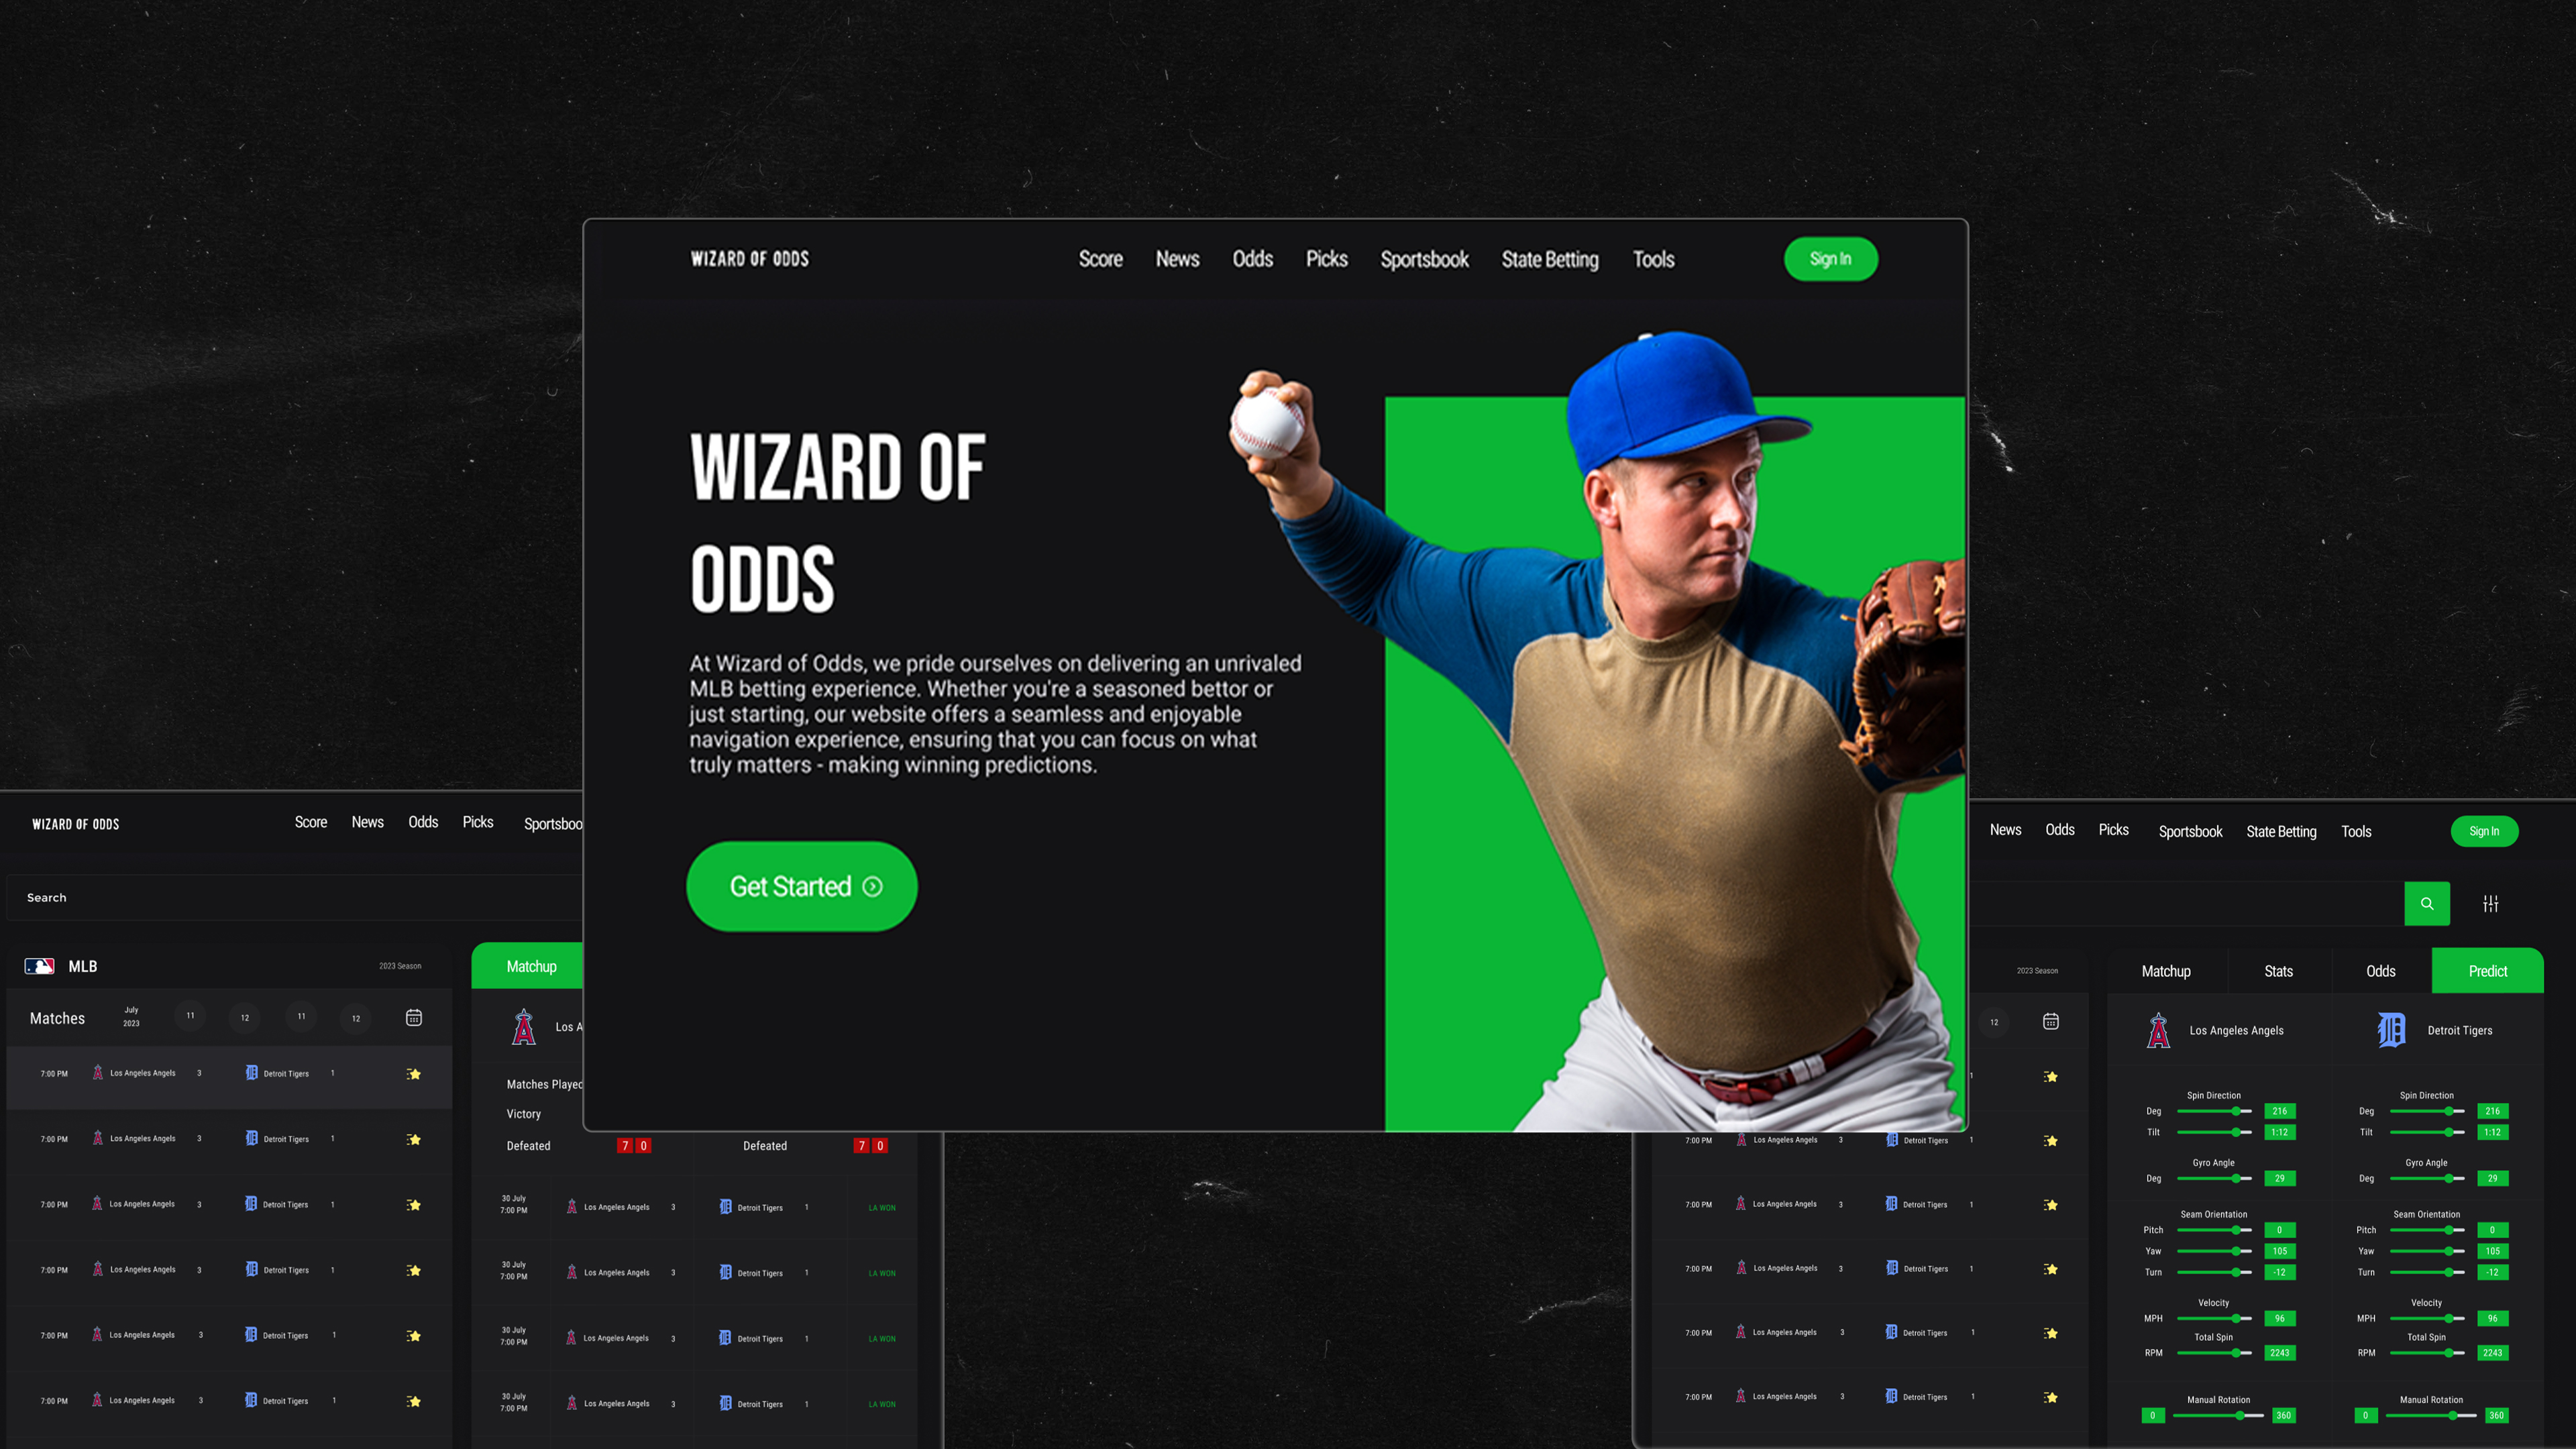 WIZARD OF ODDS
Score News Odds Picks Sportsbook State Betting Tools Sign In
WIZARD OF
ODDS
At Wizard of Odds, we pride ourselves on delivering an unrivaled
MLB betting experience. Whether you're a seasoned bettor or
just starting, our website offers a seamless and enjoyable
navigation experience, ensuring that you can focus on what
truly matters - making winning predictions.
Get Started
WIZARD OF ODDS Score News Odds Picks Sportsboo
Search
MLB 2023 Season
Matches July 2023 11 12 11 12
7:00 PM Los Angeles Angels 3 Detroit Tigers 1
7:00 PM Los Angeles Angels 3 Detroit Tigers 1
7:00 PM Los Angeles Angels 3 Detroit Tigers 1
7:00 PM Los Angeles Angels 3 Detroit Tigers 1
7:00 PM Los Angeles Angels 3 Detroit Tigers 1
7:00 PM Los Angeles Angels 3 Detroit Tigers 1
Matchup
Los A
Matches Played
Victory
Defeated 7 0 Defeated 7 0
30 July
7:00 PM Los Angeles Angels 3 Detroit Tigers 1 LA WON
30 July
7:00 PM Los Angeles Angels 3 Detroit Tigers 1 LA WON
30 July
7:00 PM Los Angeles Angels 3 Detroit Tigers 1 LA WON
30 July
7:00 PM Los Angeles Angels 3 Detroit Tigers 1 LA WON
News Odds Picks Sportsbook State Betting Tools Sign In
2023 Season
12
1
7:00 PM Los Angeles Angels 3 Detroit Tigers 1
7:00 PM Los Angeles Angels 3 Detroit Tigers 1
7:00 PM Los Angeles Angels 3 Detroit Tigers 1
7:00 PM Los Angeles Angels 3 Detroit Tigers 1
7:00 PM Los Angeles Angels 3 Detroit Tigers 1
Matchup Stats Odds Predict
Los Angeles Angels Detroit Tigers
Spin Direction Spin Direction
Deg 216 Deg 216
Tilt 1:12 Tilt 1:12
Gyro Angle Gyro Angle
Deg 29 Deg 29
Seam Orientation Seam Orientation
Pitch 0 Pitch 0
Yaw 105 Yaw 105
Turn -12 Turn -12
Velocity Velocity
MPH 96 MPH 96
Total Spin Total Spin
RPM 2243 RPM 2243
Manual Rotation Manual Rotation
0 360 0 360